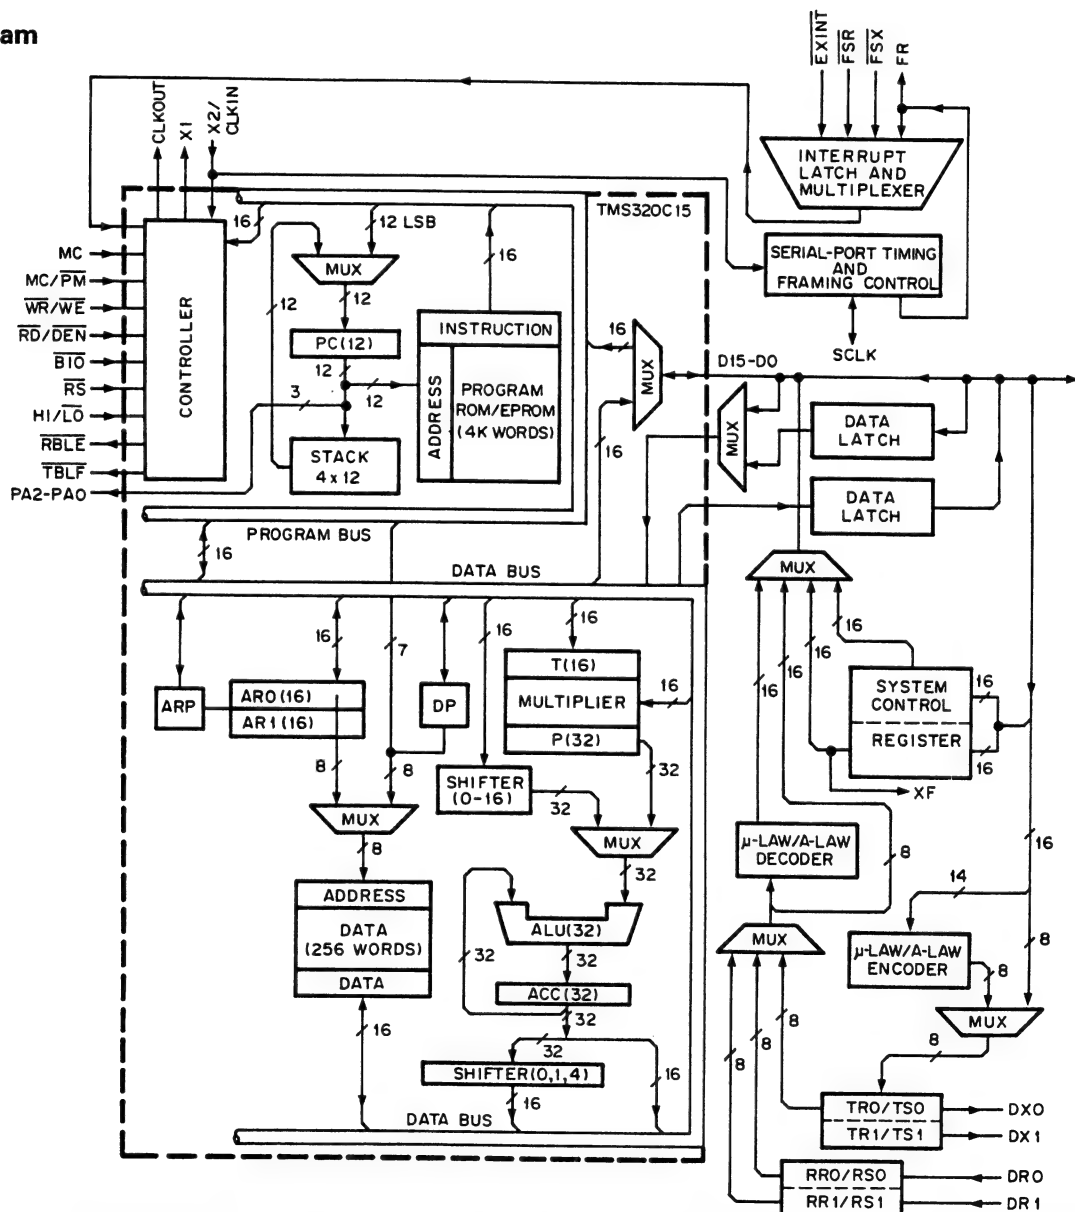 am
EXINT
FSR
FSX
FR
CLKOUT
X1
X2/
CLKIN
INTERRUPT
LATCH AND
MULTIPLEXER
TMS320C15
16
12 LSB
MUX
16
SERIAL-PORT TIMING
AND
FRAMING CONTROL
SCLK
MC
MC/PM
WR/WE
RD/DEN
BIO
RS
HI/LO
RBLE
TBLF
PA2-PA0
CONTROLLER
12
12
PC(12)
12
12
3
STACK
4 x 12
INSTRUCTION
ADDRESS
PROGRAM
ROM/EPROM
(4K WORDS)
16
MUX
16
D15-D0
MUX
DATA
LATCH
DATA
LATCH
PROGRAM BUS
16
DATA BUS
MUX
16
16
16
16
16
7
16
16
ARP
AR0 (16)
AR1 (16)
DP
T(16)
MULTIPLIER
P(32)
16
SYSTEM
CONTROL
REGISTER
16
16
XF
8
8
SHIFTER
(0-16)
32
32
MUX
MUX
8
32
μ-LAW/A-LAW
DECODER
8
16
14
ADDRESS
DATA
(256 WORDS)
DATA
ALU(32)
32
32
ACC(32)
32
MUX
μ-LAW/A-LAW
ENCODER
8
8
MUX
16
32
SHIFTER(0,1,4)
16
16
8
8
8
8
DATA BUS
TR0/TS0
TR1/TS1
DX0
DX1
RR0/RS0
RR1/RS1
DR0
DR1